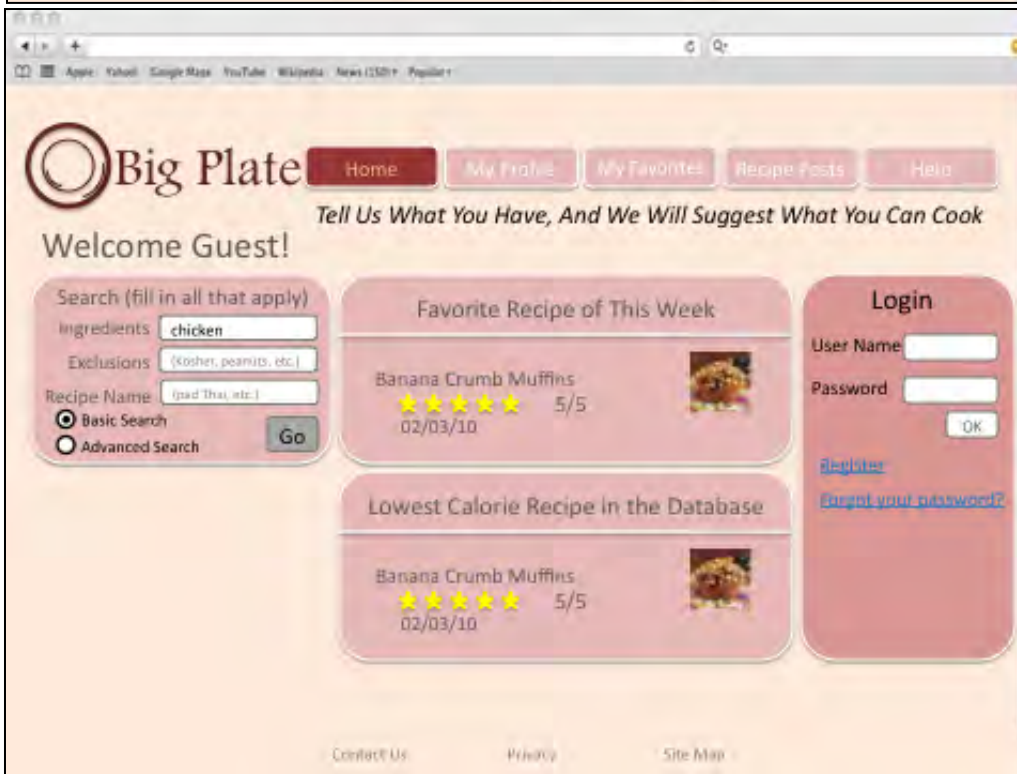 Apple Yahoo! Google Maps YouTube Wikipedia News (150) Popular
Big Plate
Home My Profile My Favorites Recipe Posts Help
Tell Us What You Have, And We Will Suggest What You Can Cook
Welcome Guest!
Search (fill in all that apply)
Ingredients chicken
Exclusions (Kosher, peanuts, etc.)
Recipe Name (pad Thai, etc.)
Basic Search
Advanced Search
Go
Favorite Recipe of This Week
Banana Crumb Muffins
5/5
02/03/10
Lowest Calorie Recipe in the Database
Banana Crumb Muffins
5/5
02/03/10
Login
User Name
Password
OK
Register
Forgot your password?
Contact Us Privacy Site Map